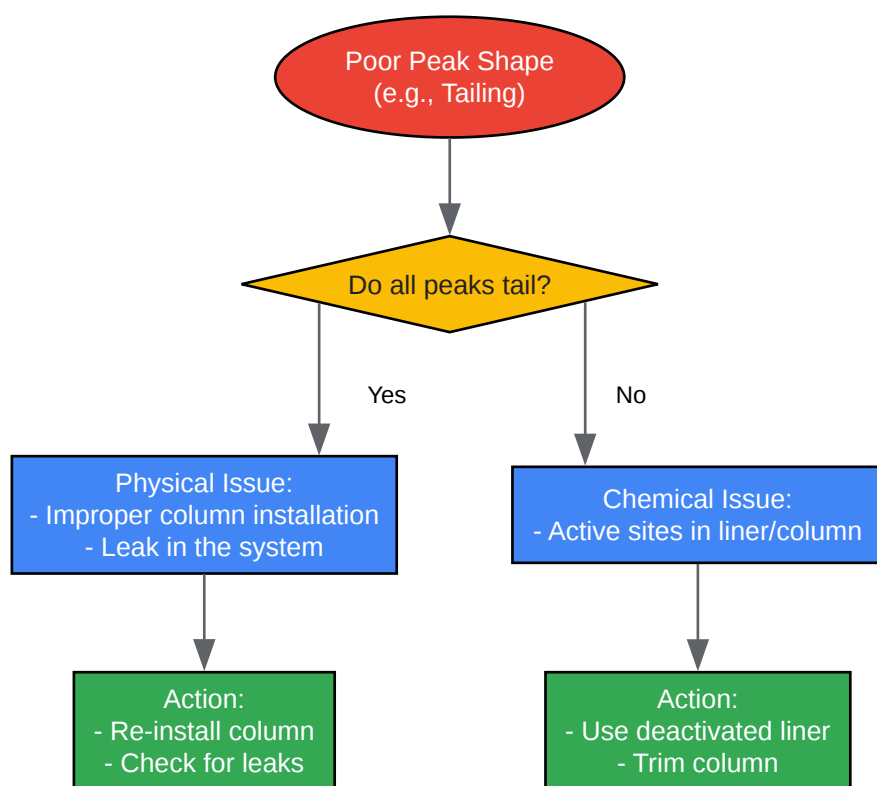 Poor Peak Shape
(e.g., Tailing)
Do all peaks tail?
Yes
No
Physical Issue:
- Improper column installation
- Leak in the system
Chemical Issue:
- Active sites in liner/column
Action:
- Re-install column
- Check for leaks
Action:
- Use deactivated liner
- Trim column